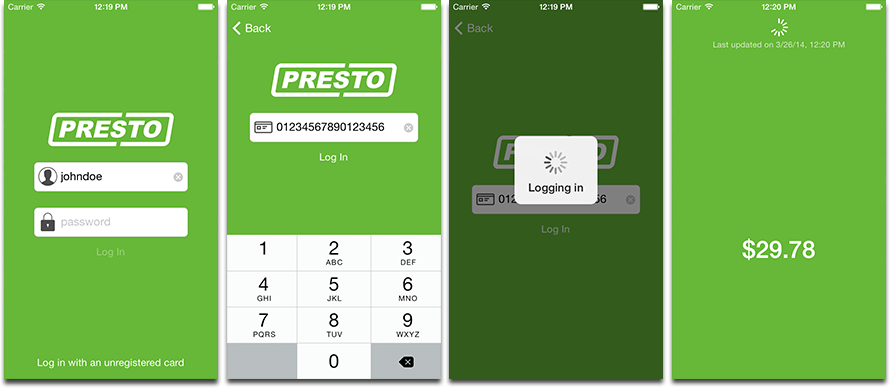 Carrier 12:19 PM
PRESTO
johndoe
password
Log In
Log in with an unregistered card
Carrier 12:19 PM
Back
PRESTO
01234567890123456
Log In
1
2 ABC
3 DEF
4 GHI
5 JKL
6 MNO
7 PQRS
8 TUV
9 WXYZ
0
Carrier 12:19 PM
Back
PRESTO
Logging in
012 56
Log In
Carrier 12:20 PM
Last updated on 3/26/14, 12:20 PM
$29.78